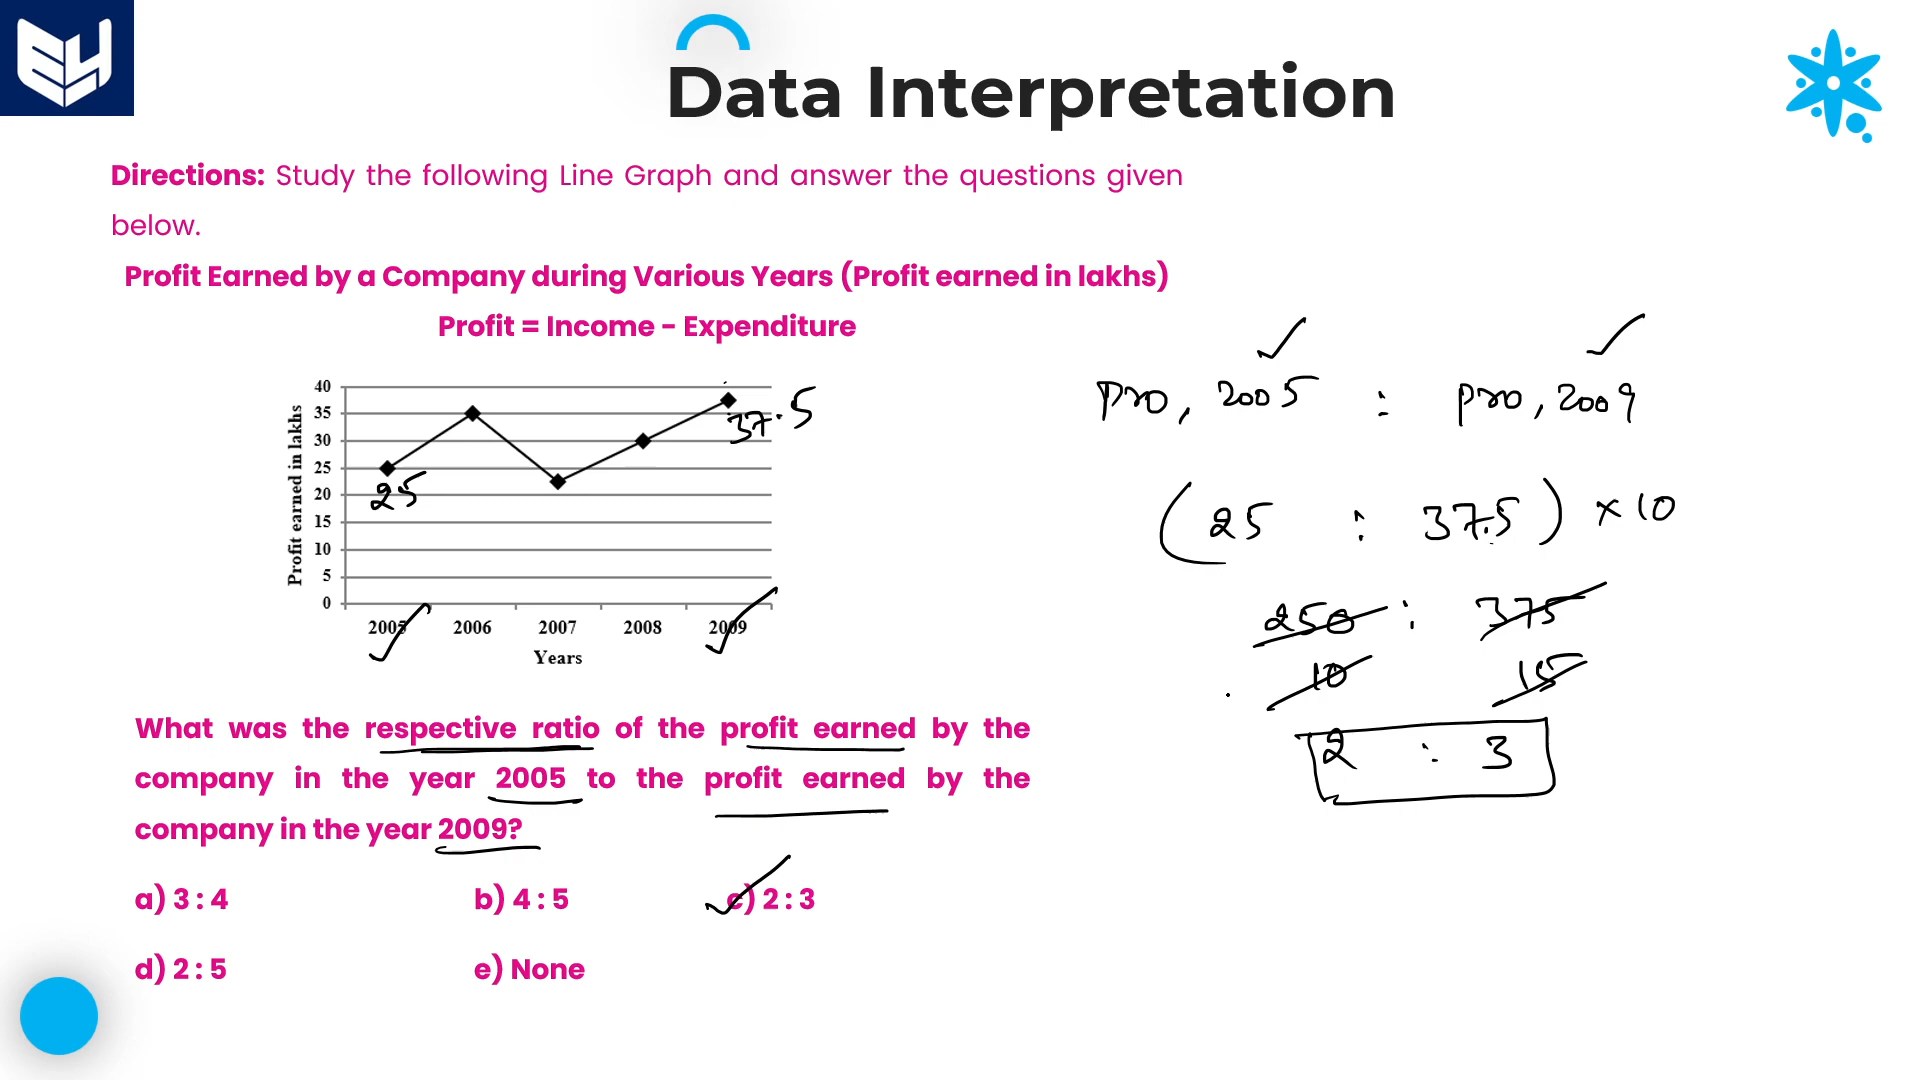 EY
Data Interpretation
Directions: Study the following Line Graph and answer the questions given
below.
Profit Earned by a Company during Various Years (Profit earned in lakhs)
Profit = Income - Expenditure
Profit earned in lakhs
40
35
30
25
20
15
10
5
0
25
37.5
2005 2006 2007 2008 2009
Years
What was the respective ratio of the profit earned by the
company in the year 2005 to the profit earned by the
company in the year 2009?
a) 3 : 4 b) 4 : 5 c) 2 : 3
d) 2 : 5 e) None
Pro, 2005 : Pro, 2009
(25 : 37.5) × 10
250 : 375
10 15
2 : 3